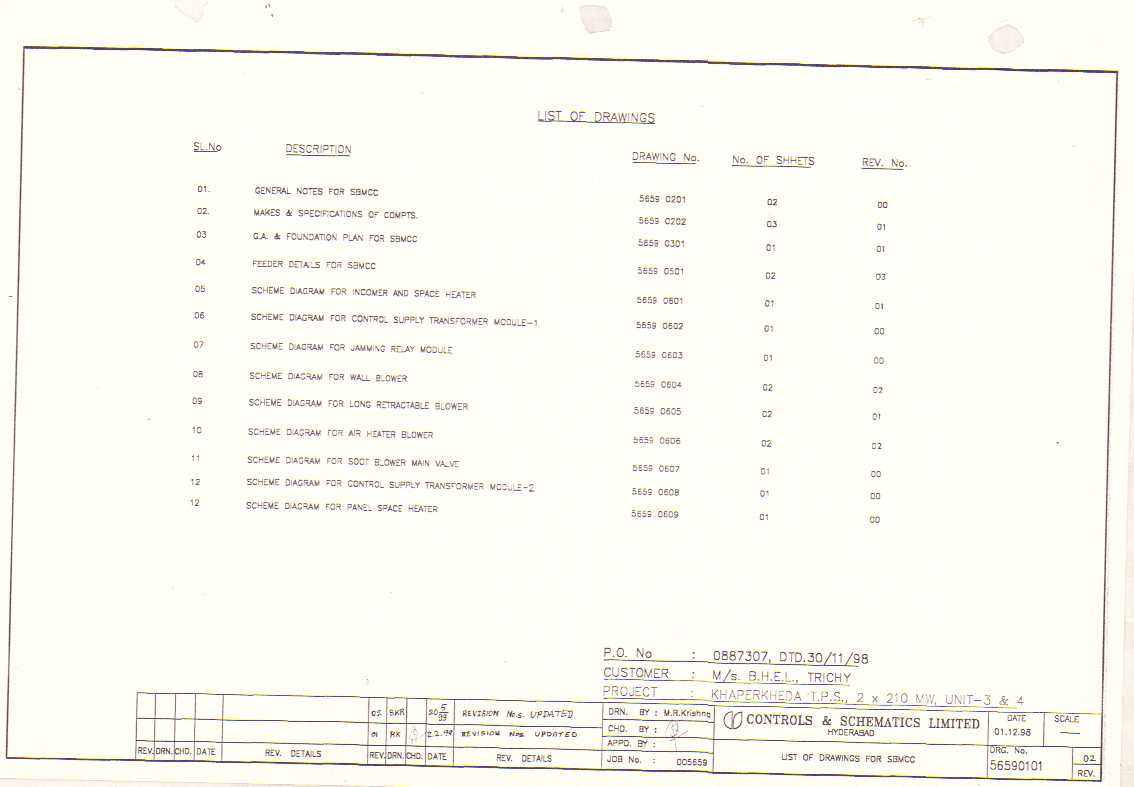 LIST OF DRAWINGS
SL.No DESCRIPTION DRAWING No. No. OF SHHETS REV. No.
01. GENERAL NOTES FOR SBMCC 5659 0201 02 00
02. MAKES & SPECIFICATIONS OF COMPTS. 5659 0202 03 01
03 G.A. & FOUNDATION PLAN FOR SBMCC 5659 0301 01 01
04 FEEDER DETAILS FOR SBMCC 5659 0501 02 03
05 SCHEME DIAGRAM FOR INCOMER AND SPACE HEATER 5659 0601 01 01
06 SCHEME DIAGRAM FOR CONTROL SUPPLY TRANSFORMER MODULE-1 5659 0602 01 00
07 SCHEME DIAGRAM FOR JAMMING RELAY MODULE 5659 0603 01 00
08 SCHEME DIAGRAM FOR WALL BLOWER 5659 0604 02 02
09 SCHEME DIAGRAM FOR LONG RETRACTABLE BLOWER 5659 0605 02 01
10 SCHEME DIAGRAM FOR AIR HEATER BLOWER 5659 0606 02 02
11 SCHEME DIAGRAM FOR SOOT BLOWER MAIN VALVE 5659 0607 01 00
12 SCHEME DIAGRAM FOR CONTROL SUPPLY TRANSFORMER MODULE-2 5659 0608 01 00
12 SCHEME DIAGRAM FOR PANEL SPACE HEATER 5659 0609 01 00
P.O. No : 0887307, DTD.30/11/98
CUSTOMER : M/s. B.H.E.L., TRICHY
PROJECT : KHAPERKHEDA T.P.S., 2 x 210 MW, UNIT-3 & 4
02 SKR REVISION Nos. UPDATED
01 RK REVISION Nos UPDATED
REV. DRN. CHD. DATE REV. DETAILS REV. DRN. CHD. DATE REV. DETAILS
DRN. BY : M.R.Krishna
CHD. BY :
APPD. BY :
JOB No. : 005659
CONTROLS & SCHEMATICS LIMITED
HYDERABAD
DATE
01.12.98
SCALE
LIST OF DRAWINGS FOR SBMCC
DRG. No.
56590101
02
REV.